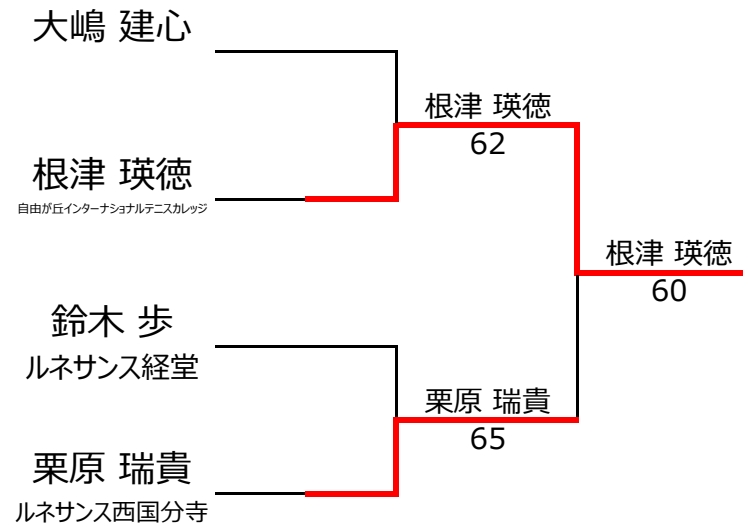 大嶋 建心
根津 瑛徳
62
根津 瑛徳
自由が丘インターナショナルテニスカレッジ
根津 瑛徳
60
鈴木 歩
ルネサンス経堂
栗原 瑞貴
65
栗原 瑞貴
ルネサンス西国分寺